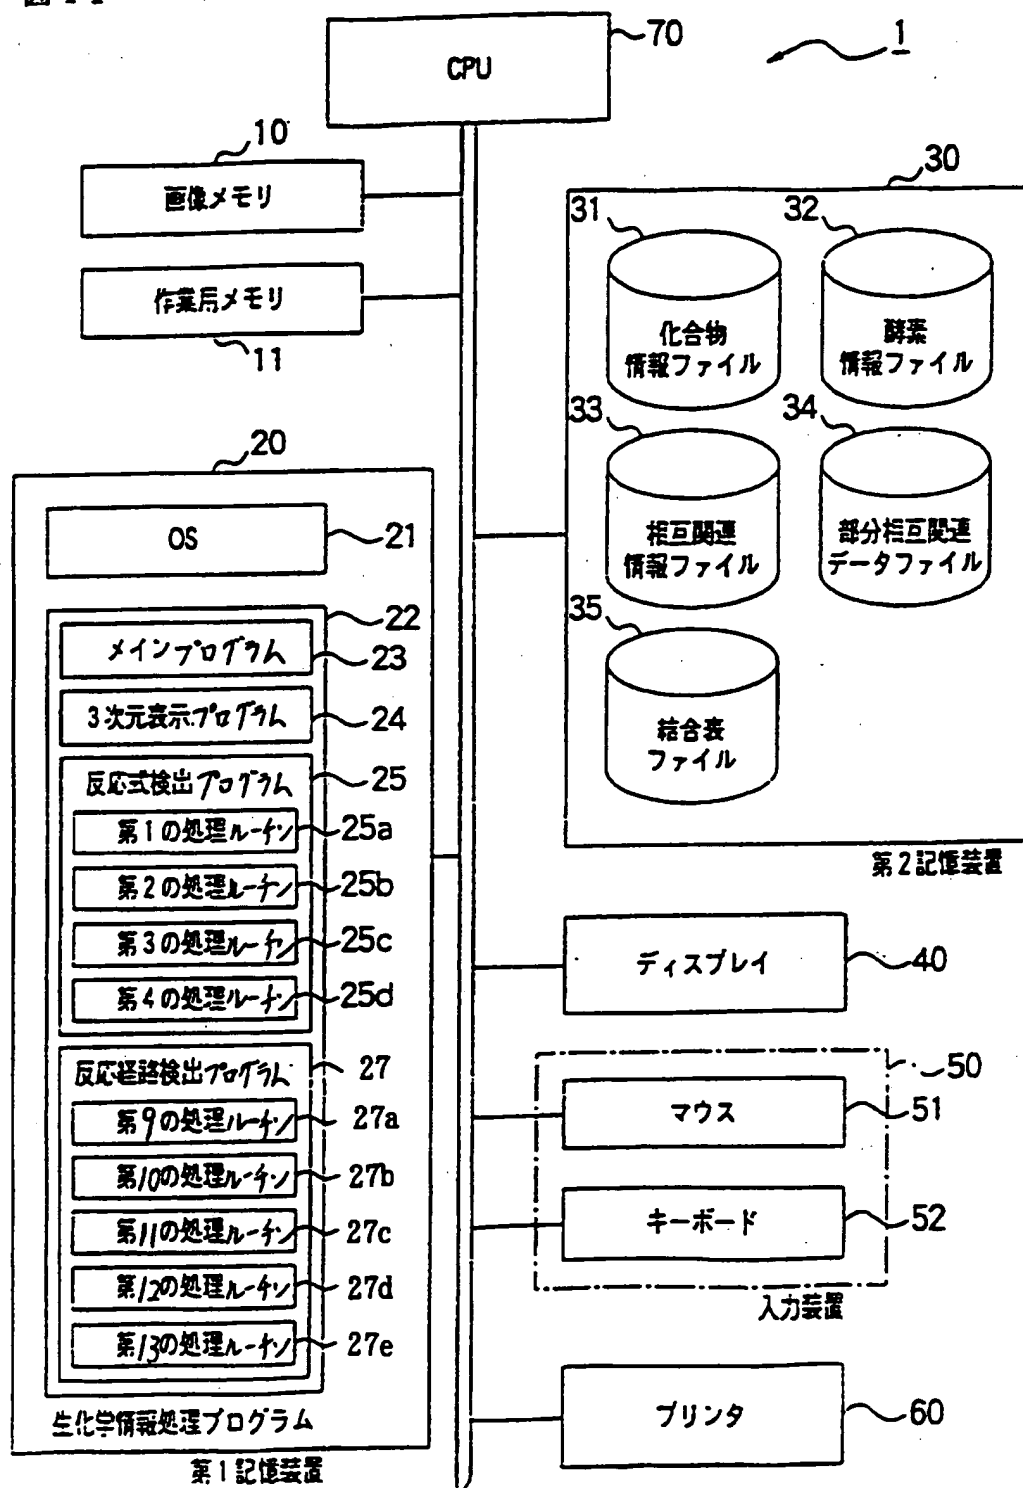 70
1
CPU
10
画像メモリ
作業用メモリ
11
30
31
32
化合物
情報ファイル
酵素
情報ファイル
33
34
相互関連
情報ファイル
部分相互関連
データファイル
35
結合表
ファイル
第2記憶装置
20
OS
21
22
メインプログラム
23
3次元表示プログラム
24
反応式検出プログラム
25
第1の処理ルーチン
25a
第2の処理ルーチン
25b
第3の処理ルーチン
25c
第4の処理ルーチン
25d
反応経路検出プログラム
27
第9の処理ルーチン
27a
第10の処理ルーチン
27b
第11の処理ルーチン
27c
第12の処理ルーチン
27d
第13の処理ルーチン
27e
生化学情報処理プログラム
第1記憶装置
ディスプレイ
40
50
マウス
51
キーボード
52
入力装置
プリンタ
60